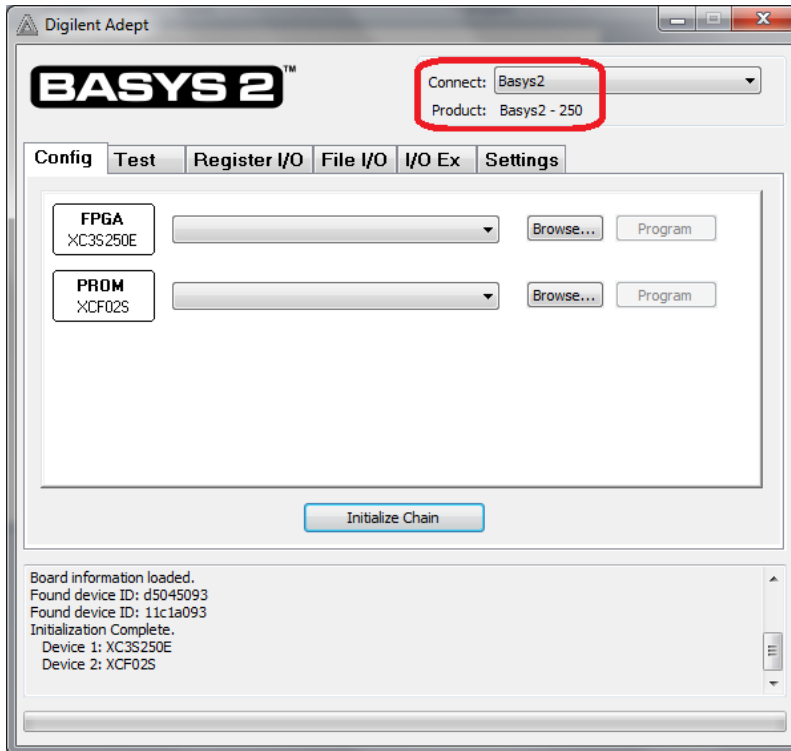 Digilent Adept
BASYS 2™
Connect: Basys2
Product: Basys2 - 250
Config Test Register I/O File I/O I/O Ex Settings
FPGA
XC3S250E
Browse... Program
PROM
XCF02S
Browse... Program
Initialize Chain
Board information loaded.
Found device ID: d5045093
Found device ID: 11c1a093
Initialization Complete.
Device 1: XC3S250E
Device 2: XCF02S